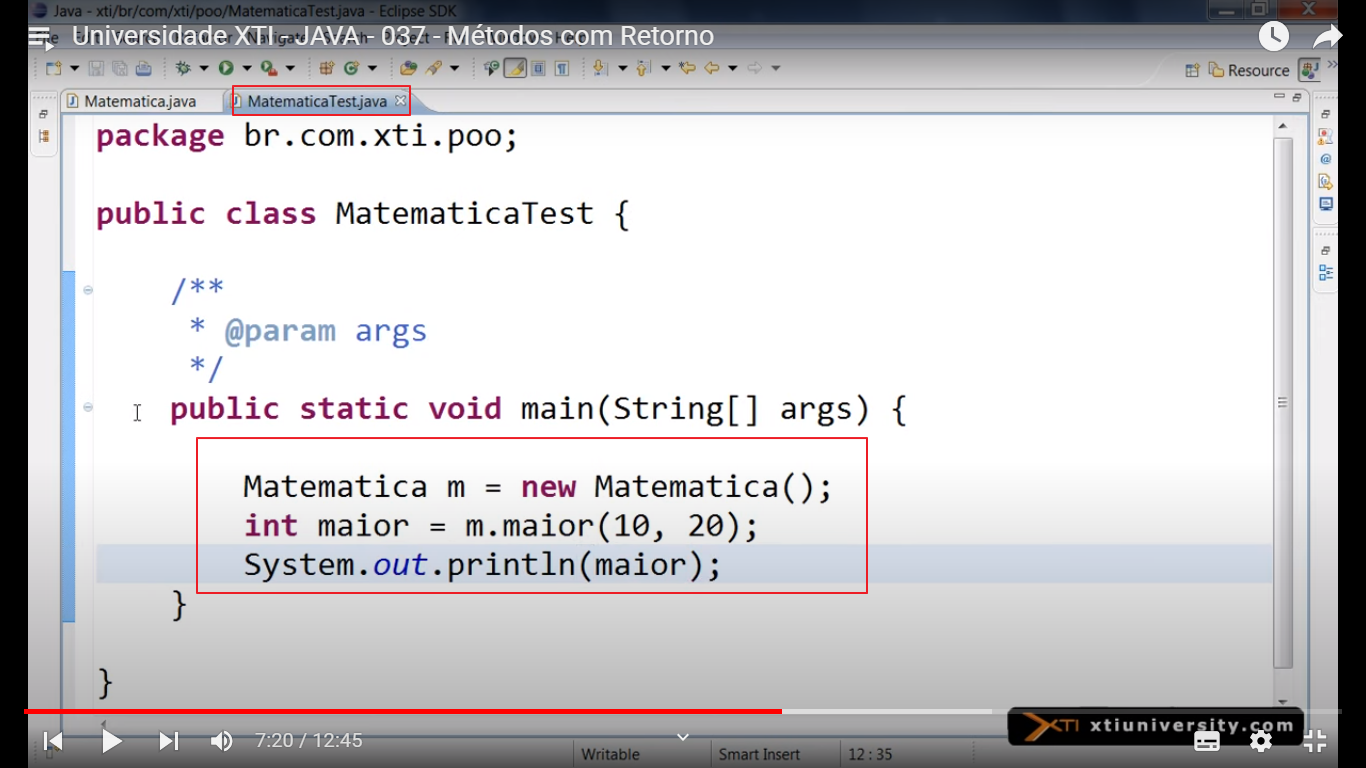 Java - xti/br/com/xti/poo/MatematicaTest.java - Eclipse SDK
Universidade XTI - JAVA - 037 - Métodos com Retorno
Resource
Matematica.java
MatematicaTest.java
package br.com.xti.poo;
public class MatematicaTest {
/**
* @param args
*/
public static void main(String[] args) {
Matematica m = new Matematica();
int maior = m.maior(10, 20);
System.out.println(maior);
}
}
XTI xtiuniversity.com
7:20 / 12:45
Writable
Smart Insert
12 : 35